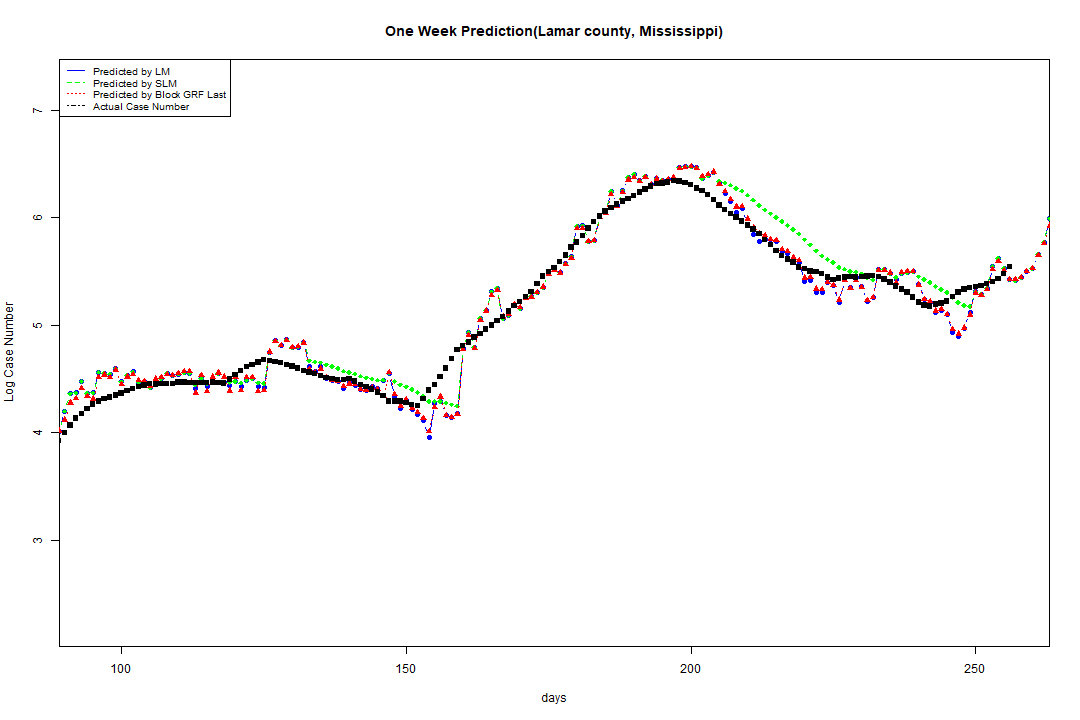 One Week Prediction(Lamar county, Mississippi)
Predicted by LM
Predicted by SLM
Predicted by Block GRF Last
Actual Case Number
Log Case Number
7
6
5
4
3
100 150 200 250
days